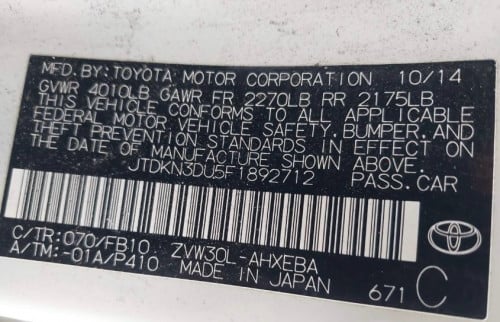 MFD. BY: TOYOTA MOTOR CORPORATION 10/14
GVWR 4010LB GAWR FR 2270LB RR 2175LB
THIS VEHICLE CONFORMS TO ALL APPLICABLE
FEDERAL MOTOR VEHICLE SAFETY, BUMPER, AND
THEFT PREVENTION STANDARDS IN EFFECT ON
THE DATE OF MANUFACTURE SHOWN ABOVE.
JTDKN3DU5F1892712 PASS. CAR
C/TR: 070/FB10 ZVW30L-AHXEBA
A/TM: -01A/P410 MADE IN JAPAN 671 C